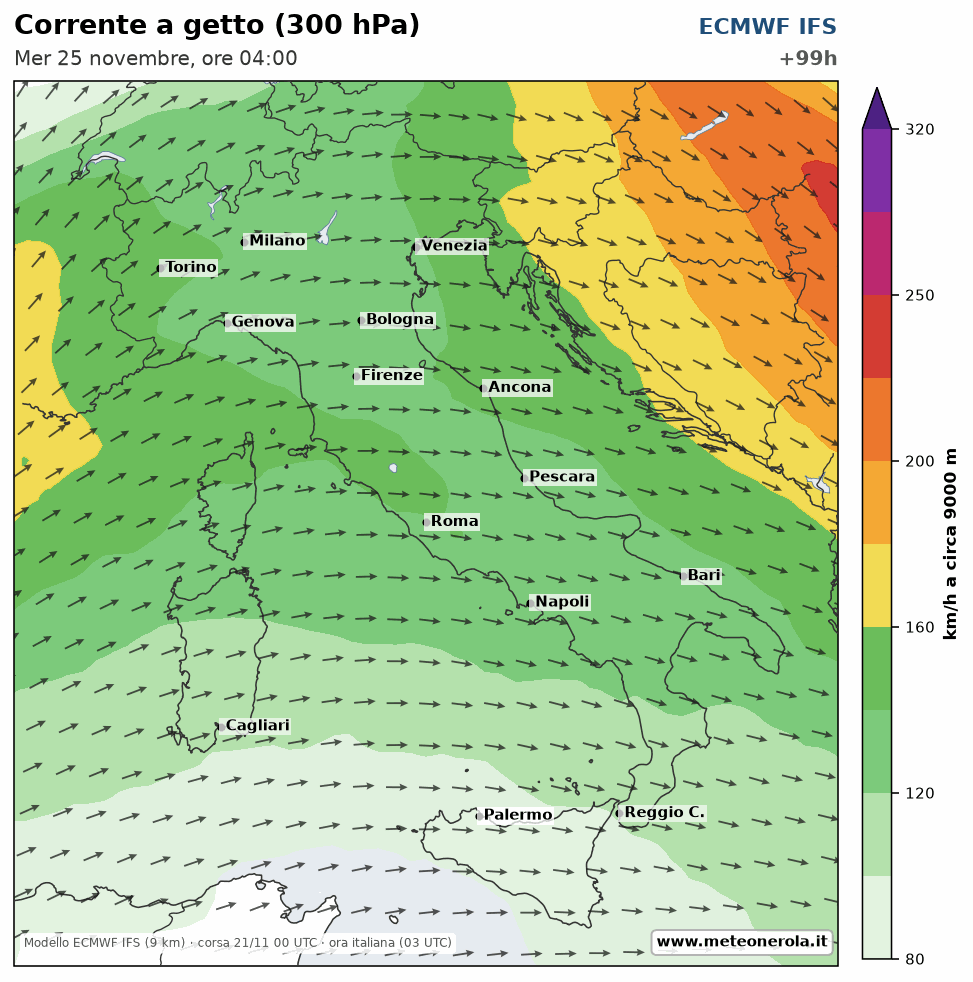 Corrente a getto (300 hPa)
ECMWF IFS
Mer 25 novembre, ore 04:00
+99h
320
250
200
160
120
80
km/h a circa 9000 m
Milano
Venezia
Torino
Genova
Bologna
Firenze
Ancona
Pescara
Roma
Bari
Napoli
Cagliari
Palermo
Reggio C.
Modello ECMWF IFS (9 km) · corsa 21/11 00 UTC · ora italiana (03 UTC)
www.meteonerola.it